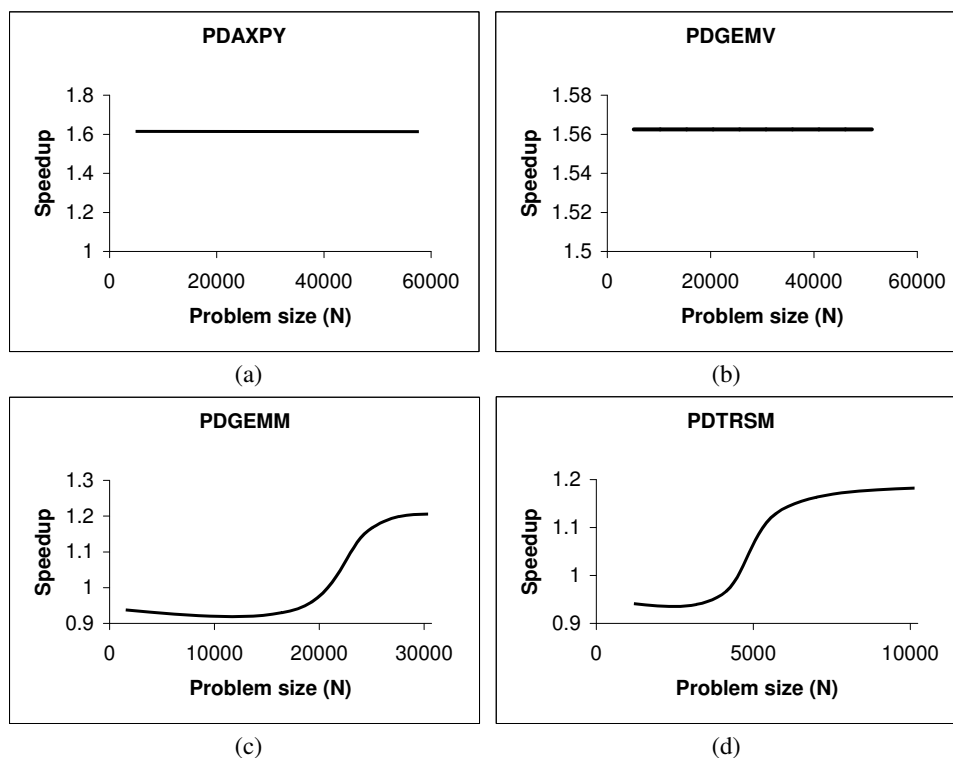 PDAXPY
Speedup
1.8
1.6
1.4
1.2
1
0 20000 40000 60000
Problem size (N)
(a)
PDGEMV
Speedup
1.58
1.56
1.54
1.52
1.5
0 20000 40000 60000
Problem size (N)
(b)
PDGEMM
Speedup
1.3
1.2
1.1
1
0.9
0 10000 20000 30000
Problem size (N)
(c)
PDTRSM
Speedup
1.2
1.1
1
0.9
0 5000 10000
Problem size (N)
(d)